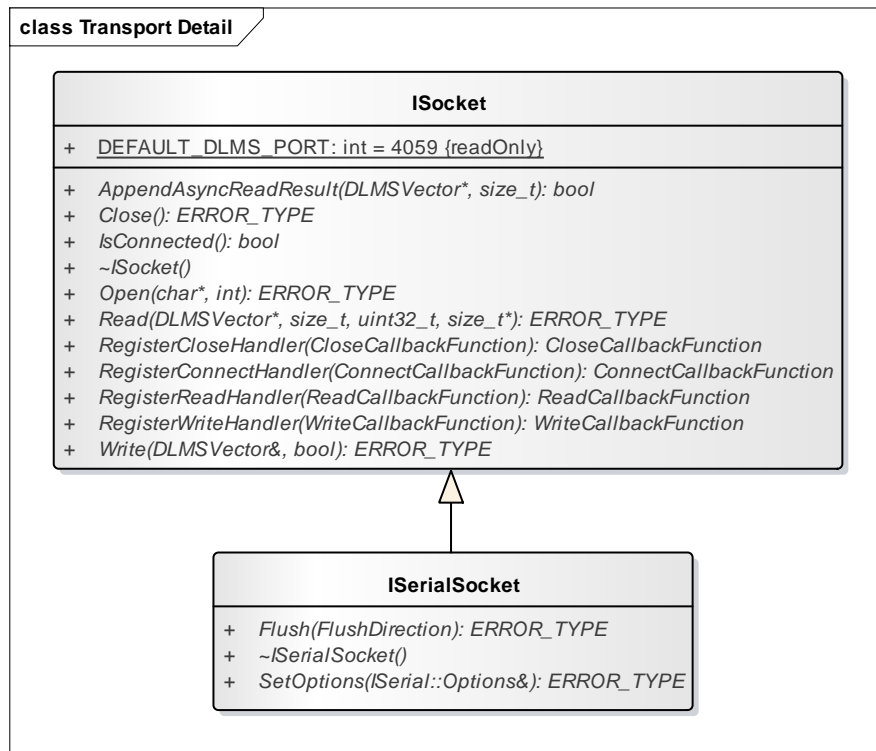 class Transport Detail
ISocket
+ DEFAULT_DLMS_PORT: int = 4059 {readOnly}
+ AppendAsyncReadResult(DLMSVector*, size_t): bool
+ Close(): ERROR_TYPE
+ IsConnected(): bool
+ ~ISocket()
+ Open(char*, int): ERROR_TYPE
+ Read(DLMSVector*, size_t, uint32_t, size_t*): ERROR_TYPE
+ RegisterCloseHandler(CloseCallbackFunction): CloseCallbackFunction
+ RegisterConnectHandler(ConnectCallbackFunction): ConnectCallbackFunction
+ RegisterReadHandler(ReadCallbackFunction): ReadCallbackFunction
+ RegisterWriteHandler(WriteCallbackFunction): WriteCallbackFunction
+ Write(DLMSVector&, bool): ERROR_TYPE
ISerialSocket
+ Flush(FlushDirection): ERROR_TYPE
+ ~ISerialSocket()
+ SetOptions(ISerial::Options&): ERROR_TYPE